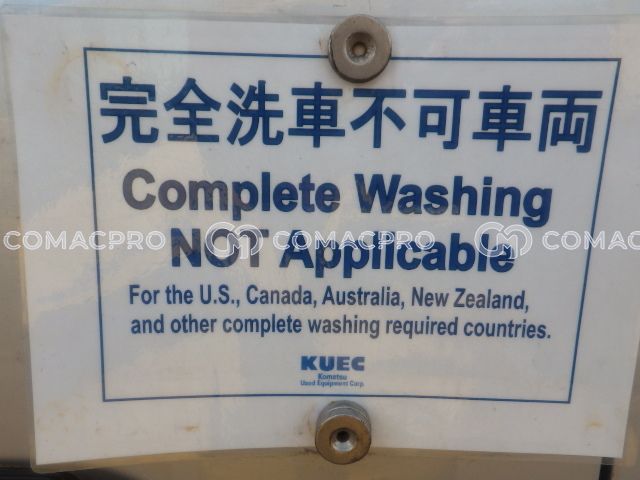 完全洗車不可車両
Complete Washing
NOT Applicable
COMACPRO COMACPRO COMACPRO
For the U.S., Canada, Australia, New Zealand,
and other complete washing required countries.
KUEC
Komatsu
Used Equipment Corp.